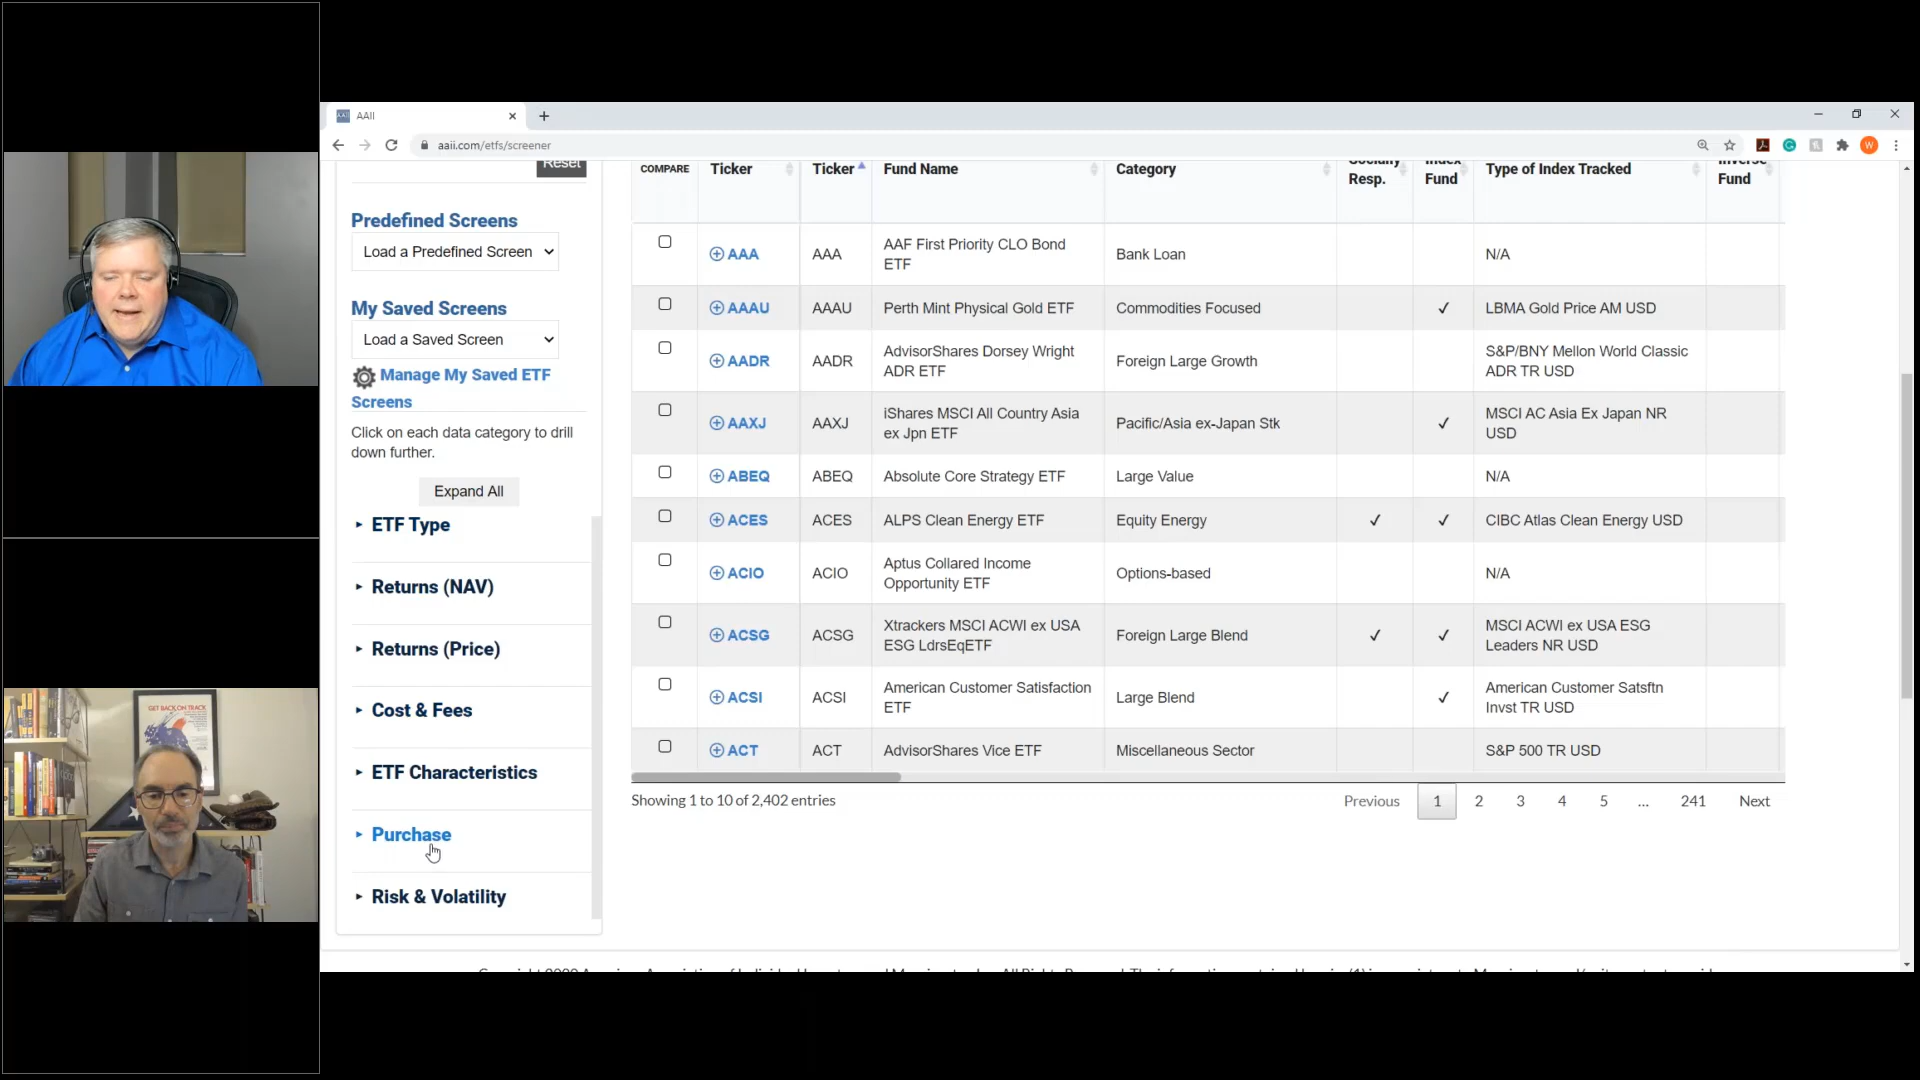 AAII
aaii.com/etfs/screener
W
Reset
Predefined Screens
Load a Predefined Screen
My Saved Screens
Load a Saved Screen
Manage My Saved ETF
Screens
Click on each data category to drill
down further.
Expand All
ETF Type
Returns (NAV)
Returns (Price)
Cost & Fees
ETF Characteristics
Purchase
Risk & Volatility
COMPARE Ticker Ticker Fund Name Category Socially Resp. Index Fund Type of Index Tracked Inverse Fund
AAA AAA AAF First Priority CLO Bond ETF Bank Loan N/A
AAAU AAAU Perth Mint Physical Gold ETF Commodities Focused ✓ LBMA Gold Price AM USD
AADR AADR AdvisorShares Dorsey Wright ADR ETF Foreign Large Growth S&P/BNY Mellon World Classic ADR TR USD
AAXJ AAXJ iShares MSCI All Country Asia ex Jpn ETF Pacific/Asia ex-Japan Stk ✓ MSCI AC Asia Ex Japan NR USD
ABEQ ABEQ Absolute Core Strategy ETF Large Value N/A
ACES ACES ALPS Clean Energy ETF Equity Energy ✓ ✓ CIBC Atlas Clean Energy USD
ACIO ACIO Aptus Collared Income Opportunity ETF Options-based N/A
ACSG ACSG Xtrackers MSCI ACWI ex USA ESG LdrsEqETF Foreign Large Blend ✓ ✓ MSCI ACWI ex USA ESG Leaders NR USD
ACSI ACSI American Customer Satisfaction ETF Large Blend ✓ American Customer Satsftn Invst TR USD
ACT ACT AdvisorShares Vice ETF Miscellaneous Sector S&P 500 TR USD
Showing 1 to 10 of 2,402 entries
Previous 1 2 3 4 5 ... 241 Next
GET BACK ON TRACK